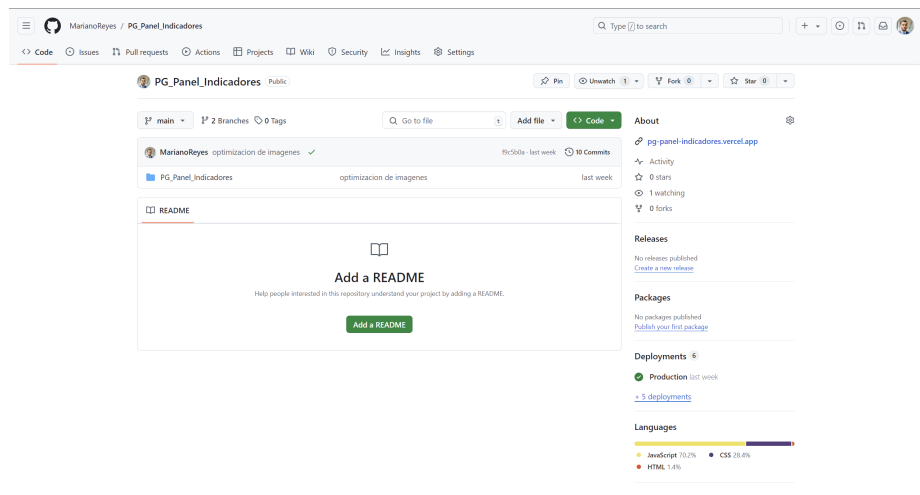 MarianoReyes / PG_Panel_Indicadores
Type / to search
Code Issues Pull requests Actions Projects Wiki Security Insights Settings
PG_Panel_Indicadores Public
Pin Unwatch 1 Fork 0 Star 0
main 2 Branches 0 Tags Go to file t Add file Code
MarianoReyes optimizacion de imagenes f9c5b0a · last week 10 Commits
PG_Panel_Indicadores optimizacion de imagenes last week
README
Add a README
Help people interested in this repository understand your project by adding a README.
Add a README
About
pg-panel-indicadores.vercel.app
Activity
0 stars
1 watching
0 forks
Releases
No releases published
Create a new release
Packages
No packages published
Publish your first package
Deployments 6
Production last week
+ 5 deployments
Languages
JavaScript 70.2% CSS 28.4%
HTML 1.4%